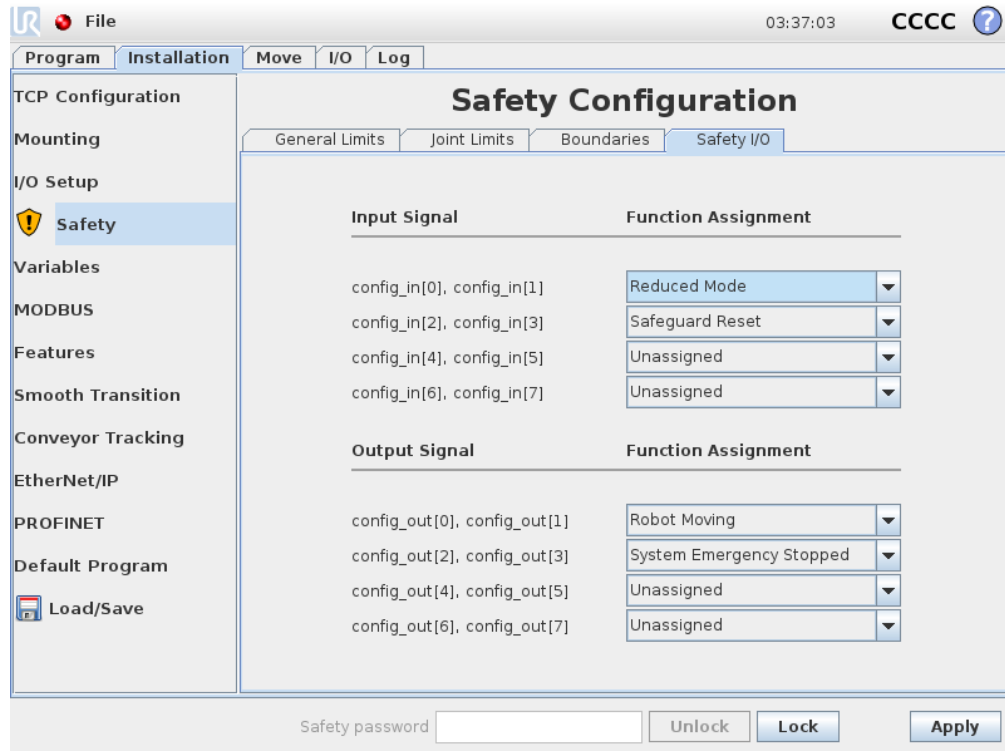 UR File 03:37:03 CCCC ?
Program Installation Move I/O Log
TCP Configuration
Mounting
I/O Setup
Safety
Variables
MODBUS
Features
Smooth Transition
Conveyor Tracking
EtherNet/IP
PROFINET
Default Program
Load/Save
Safety Configuration
General Limits Joint Limits Boundaries Safety I/O
Input Signal Function Assignment
config_in[0], config_in[1] Reduced Mode
config_in[2], config_in[3] Safeguard Reset
config_in[4], config_in[5] Unassigned
config_in[6], config_in[7] Unassigned
Output Signal Function Assignment
config_out[0], config_out[1] Robot Moving
config_out[2], config_out[3] System Emergency Stopped
config_out[4], config_out[5] Unassigned
config_out[6], config_out[7] Unassigned
Safety password Unlock Lock Apply